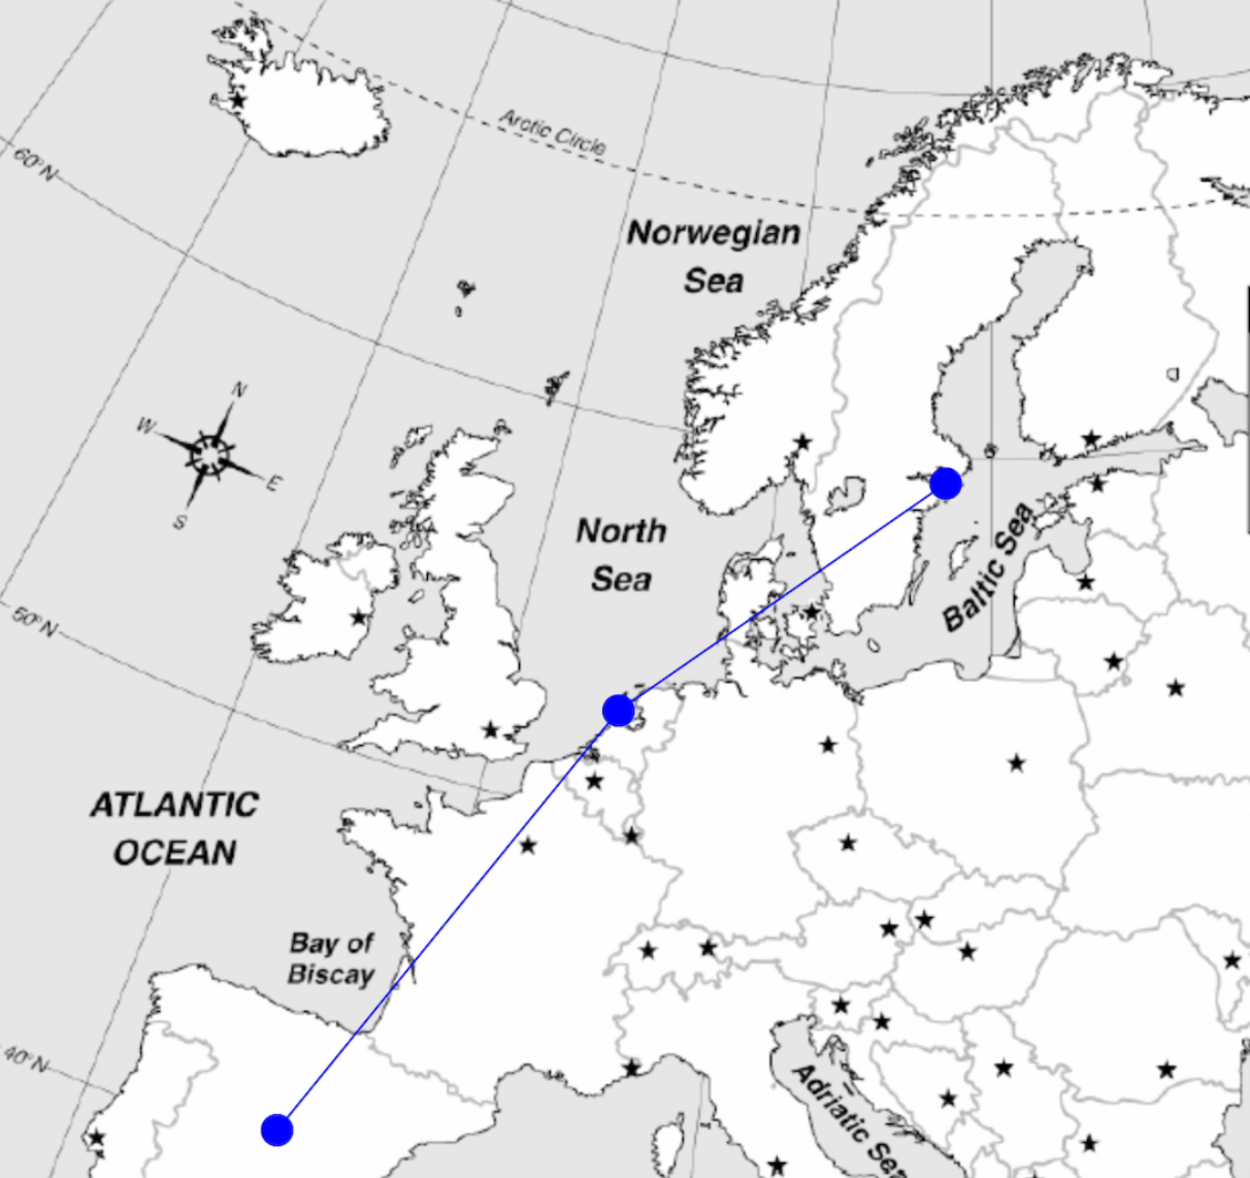 Arctic Circle
60°N
Norwegian
Sea
N
W
E
S
North
Sea
Baltic Sea
50°N
ATLANTIC
OCEAN
Bay of
Biscay
40°N
Adriatic Sea